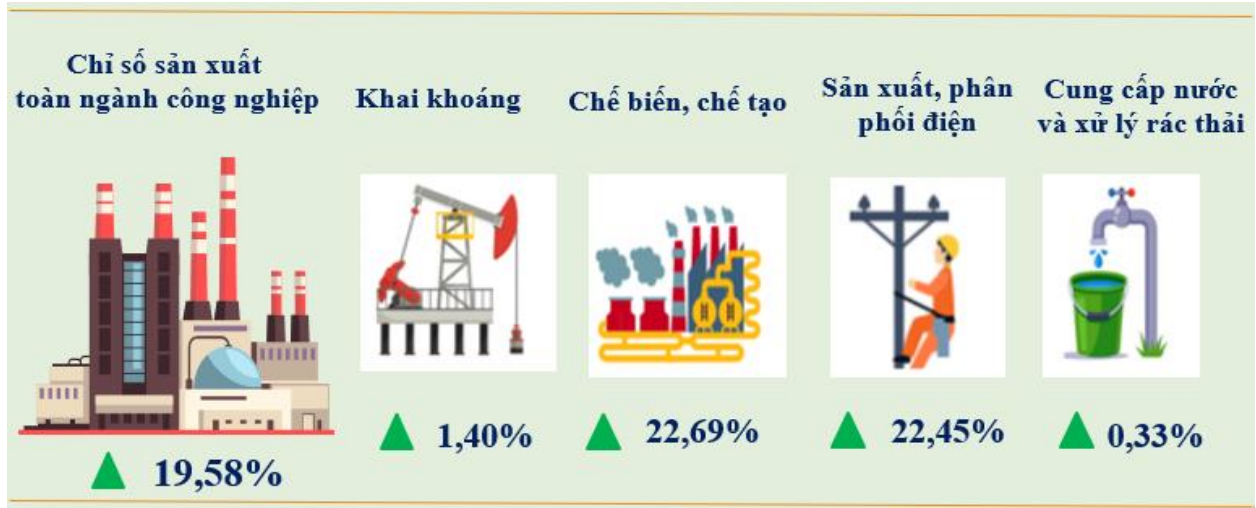 Chỉ số sản xuất
toàn ngành công nghiệp
19,58%
Khai khoáng
1,40%
Chế biến, chế tạo
22,69%
Sản xuất, phân
phối điện
22,45%
Cung cấp nước
và xử lý rác thải
0,33%